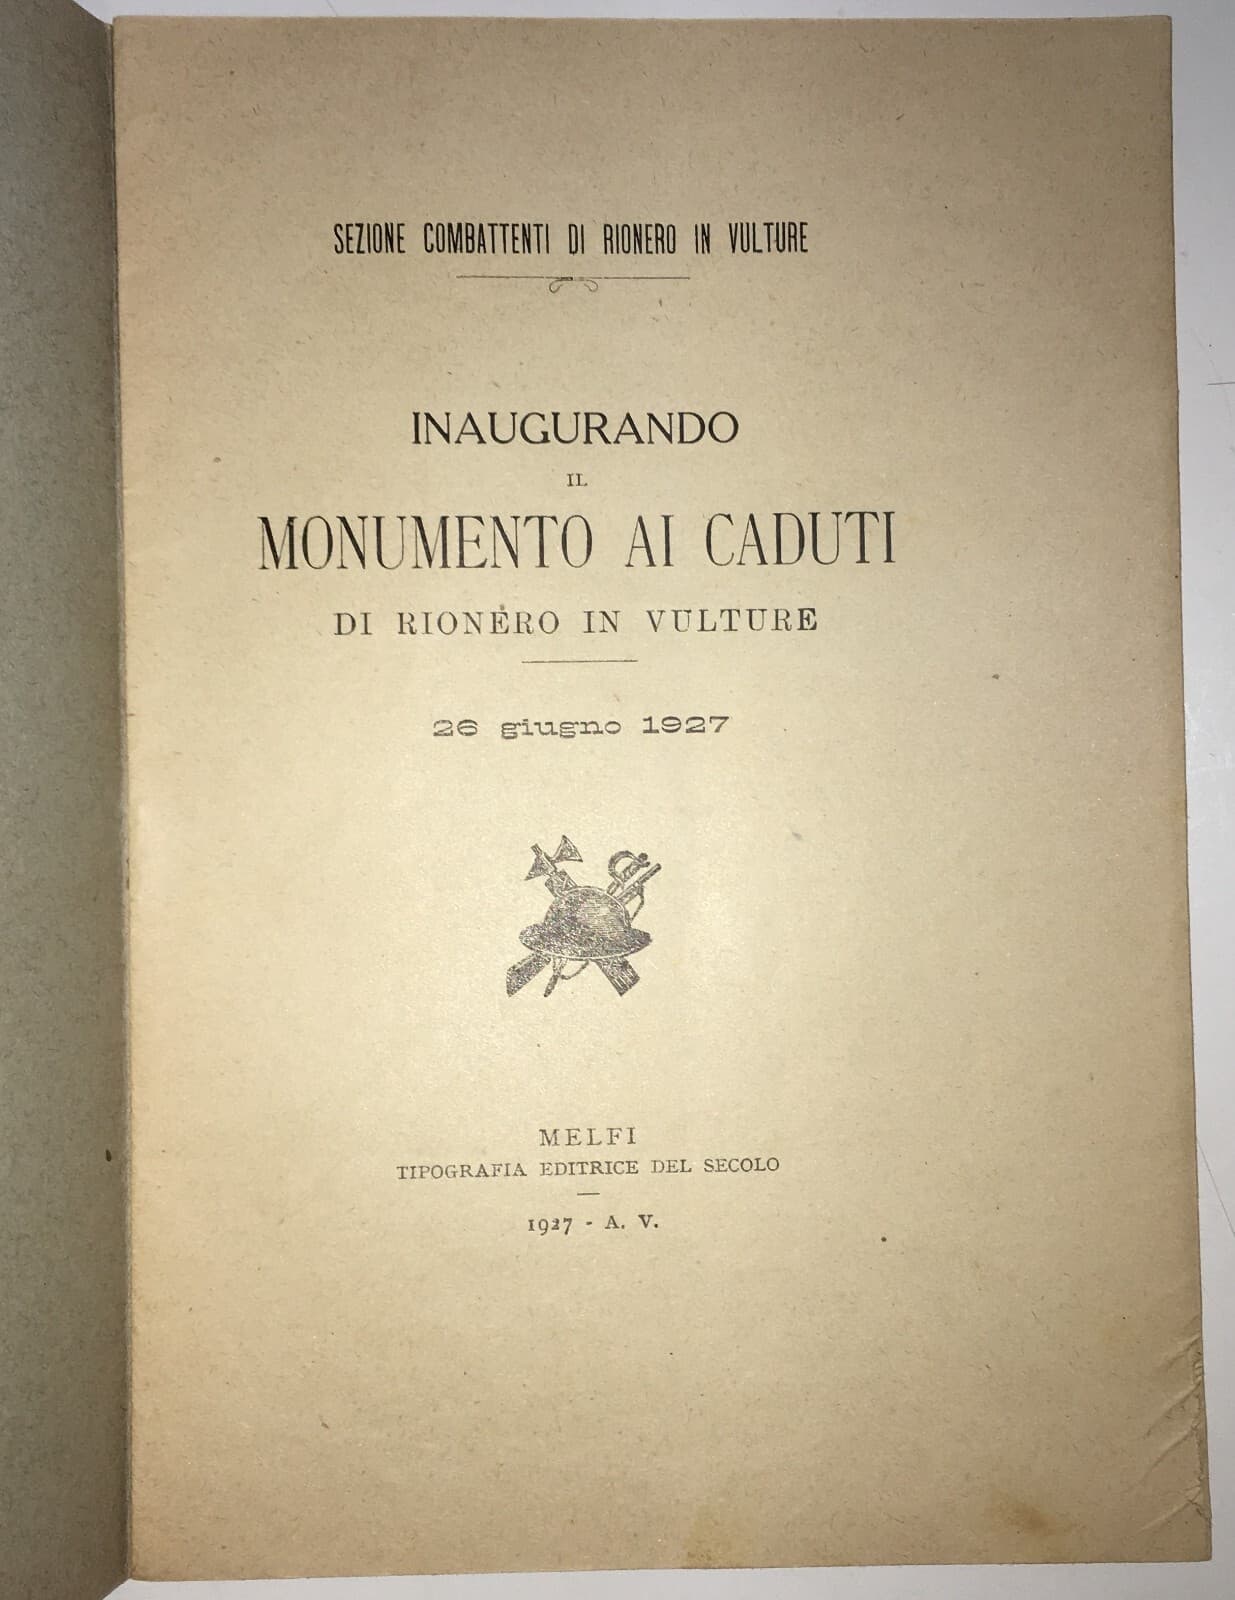 SEZIONE COMBATTENTI DI RIONERO IN VULTURE
INAUGURANDO
IL
MONUMENTO AI CADUTI
DI RIONERO IN VULTURE
26 giugno 1927
MELFI
TIPOGRAFIA EDITRICE DEL SECOLO
1927 - A. V.